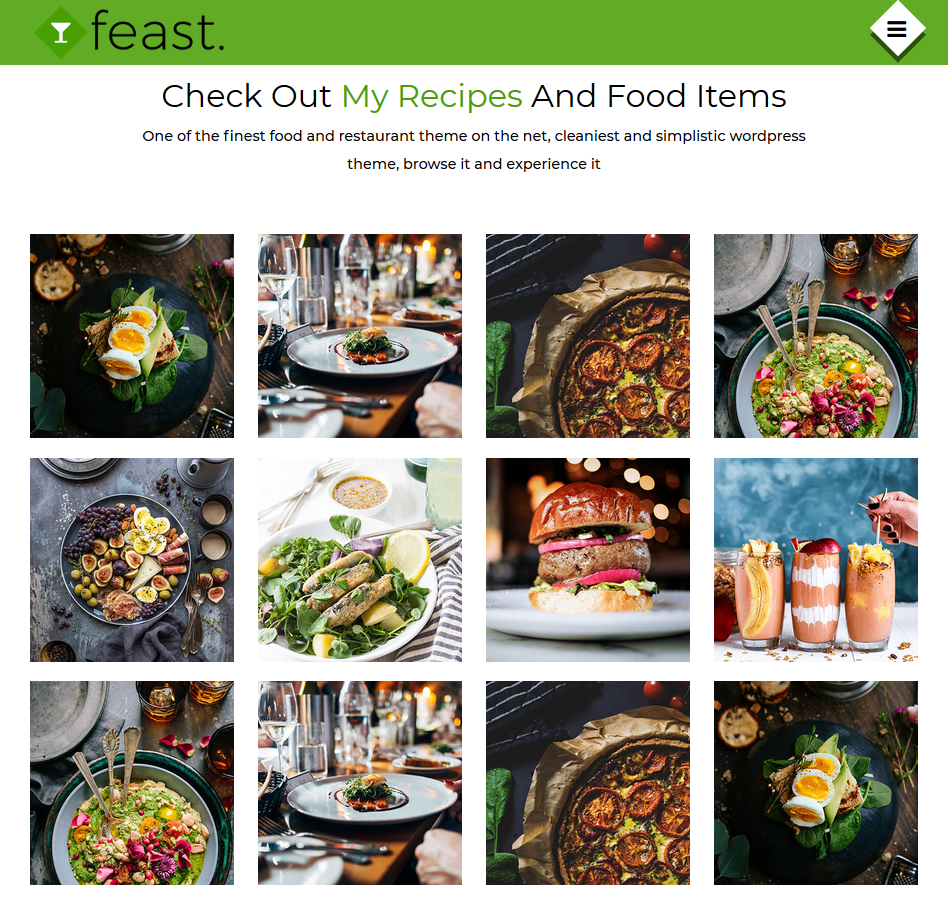 feast.
Check Out My Recipes And Food Items
One of the finest food and restaurant theme on the net, cleaniest and simplistic wordpress
theme, browse it and experience it